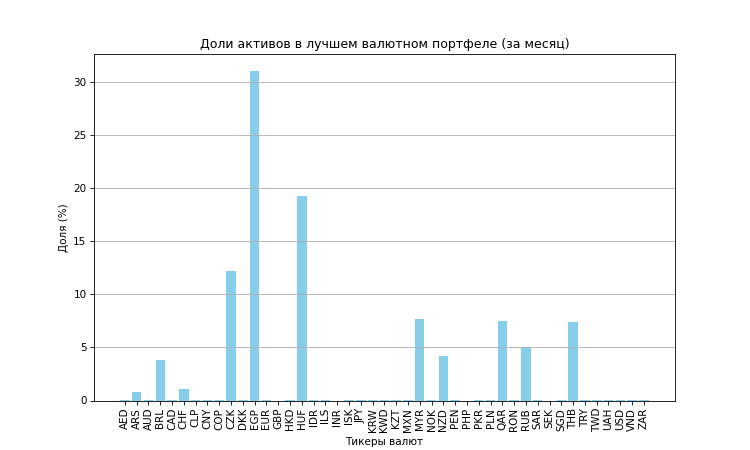 Доли активов в лучшем валютном портфеле (за месяц)
Доля (%)
30
25
20
15
10
5
0
AED
ARS
AUD
BRL
CAD
CHF
CLP
CNY
COP
CZK
DKK
EGP
EUR
GBP
HKD
HUF
IDR
ILS
INR
ISK
JPY
KRW
KWD
KZT
MXN
MYR
NOK
NZD
PEN
PHP
PKR
PLN
QAR
RON
RUB
SAR
SEK
SGD
THB
TRY
TWD
UAH
USD
VND
ZAR
Тикеры валют